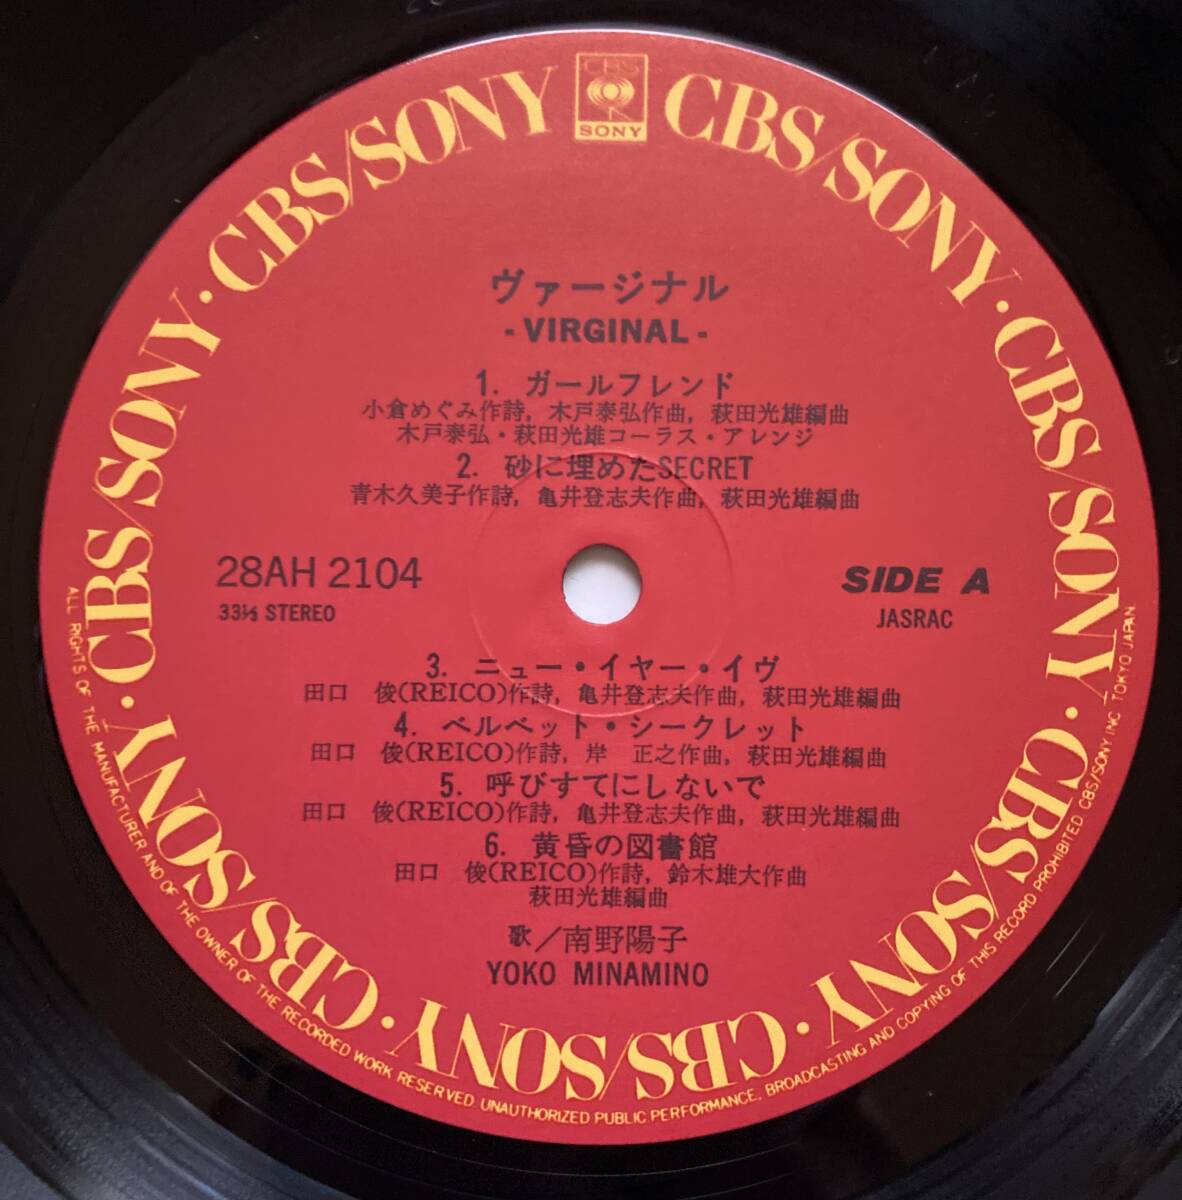 CBS
SONY
CBS/SONY · CBS/SONY · CBS/SONY · CBS/SONY · CBS/SONY · CBS/SONY · CBS/SONY · CBS/SONY
ヴァージナル
- VIRGINAL -
1. ガールフレンド
小倉めぐみ作詩, 木戸泰弘作曲, 萩田光雄編曲
木戸泰弘・萩田光雄コーラス・アレンジ
2. 砂に埋めたSECRET
青木久美子作詩, 亀井登志夫作曲, 萩田光雄編曲
28AH 2104
33⅓ STEREO
SIDE A
JASRAC
3. ニュー・イヤー・イヴ
田口 俊(REICO)作詩, 亀井登志夫作曲, 萩田光雄編曲
4. ベルベット・シークレット
田口 俊(REICO)作詩, 岸 正之作曲, 萩田光雄編曲
5. 呼びすてにしないで
田口 俊(REICO)作詩, 亀井登志夫作曲, 萩田光雄編曲
6. 黄昏の図書館
田口 俊(REICO)作詩, 鈴木雄大作曲
萩田光雄編曲
歌/南野陽子
YOKO MINAMINO
ALL RIGHTS OF THE MANUFACTURER AND OF THE OWNER OF THE RECORDED WORK RESERVED. UNAUTHORIZED PUBLIC PERFORMANCE, BROADCASTING AND COPYING OF THIS RECORD PROHIBITED CBS/SONY INC. TOKYO JAPAN